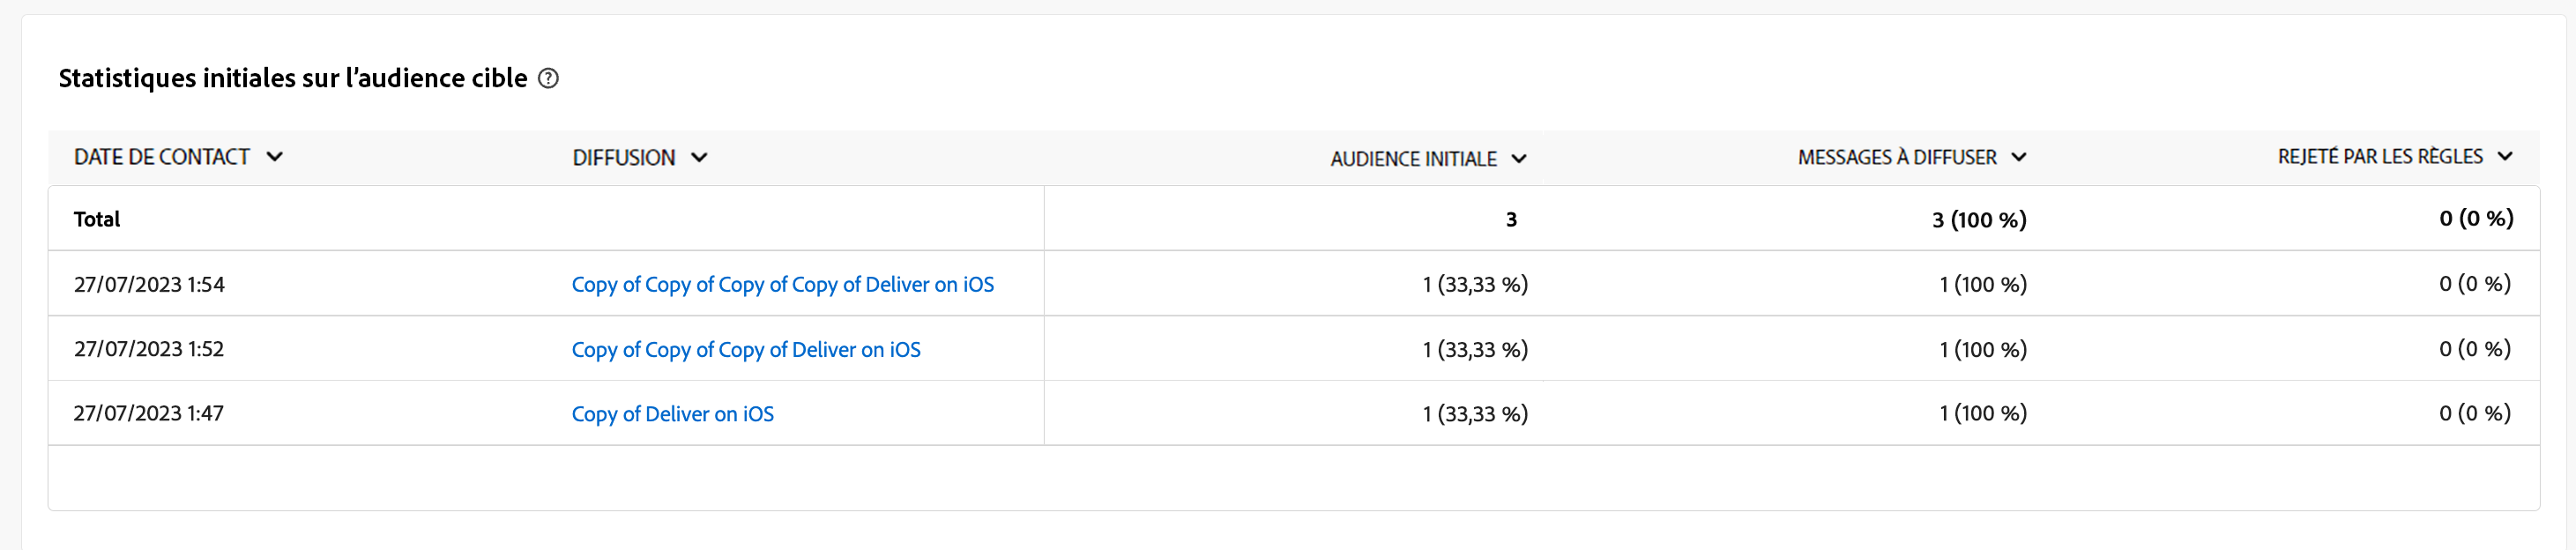 Statistiques initiales sur l’audience cible
DATE DE CONTACT DIFFUSION AUDIENCE INITIALE MESSAGES À DIFFUSER REJETÉ PAR LES RÈGLES
Total 3 3 (100 %) 0 (0 %)
27/07/2023 1:54 Copy of Copy of Copy of Copy of Deliver on iOS 1 (33,33 %) 1 (100 %) 0 (0 %)
27/07/2023 1:52 Copy of Copy of Copy of Deliver on iOS 1 (33,33 %) 1 (100 %) 0 (0 %)
27/07/2023 1:47 Copy of Deliver on iOS 1 (33,33 %) 1 (100 %) 0 (0 %)